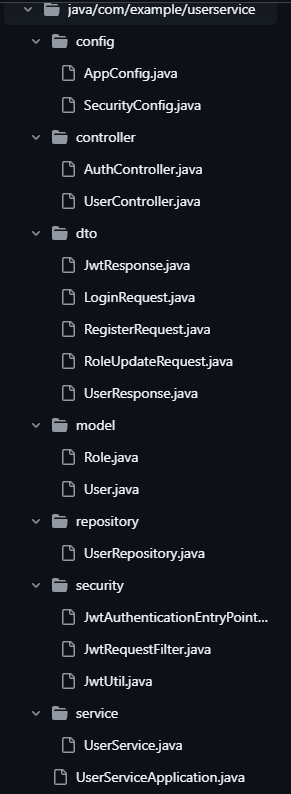 java/com/example/userservice
config
AppConfig.java
SecurityConfig.java
controller
AuthController.java
UserController.java
dto
JwtResponse.java
LoginRequest.java
RegisterRequest.java
RoleUpdateRequest.java
UserResponse.java
model
Role.java
User.java
repository
UserRepository.java
security
JwtAuthenticationEntryPoint...
JwtRequestFilter.java
JwtUtil.java
service
UserService.java
UserServiceApplication.java